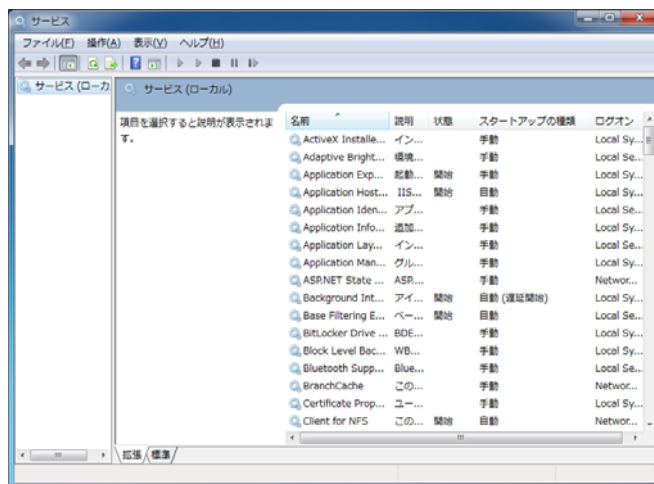 サービス
ファイル(F) 操作(A) 表示(V) ヘルプ(H)
サービス (ローカ
サービス (ローカル)
項目を選択すると説明が表示されま
す。
名前 説明 状態 スタートアップの種類 ログオン
ActiveX Installe... イン... 手動 Local Sy...
Adaptive Bright... 環境... 手動 Local Se...
Application Exp... 起動... 開始 手動 Local Sy...
Application Host... IIS... 開始 自動 Local Sy...
Application Iden... アプ... 手動 Local Se...
Application Info... 追加... 手動 Local Sy...
Application Lay... イン... 手動 Local Se...
Application Man... グル... 手動 Local Sy...
ASP.NET State ... ASP.... 手動 Networ...
Background Int... アイ... 開始 自動 (遅延開始) Local Sy...
Base Filtering E... ベー... 開始 自動 Local Se...
BitLocker Drive ... BDE... 手動 Local Sy...
Block Level Bac... WB... 手動 Local Sy...
Bluetooth Supp... Blue... 手動 Local Se...
BranchCache この... 手動 Networ...
Certificate Prop... ユー... 手動 Local Sy...
Client for NFS この... 開始 自動 Networ...
拡張 標準